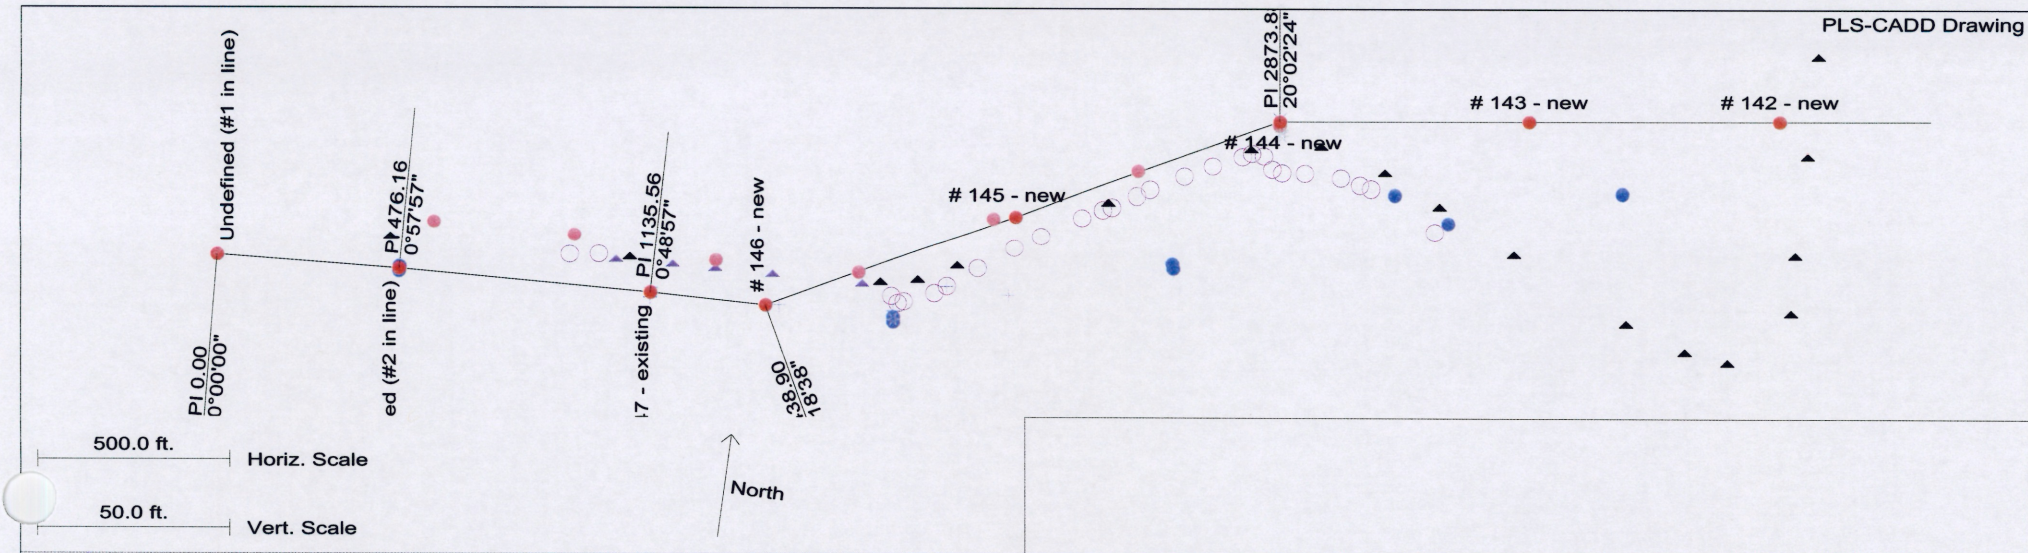 PLS-CADD Drawing
Undefined (#1 in line)
PI 0.00
0°00'00"
PI 476.16
0°57'57"
ed (#2 in line)
PI 1135.56
0°48'57"
7 - existing
# 146 - new
38.90
18'38"
# 145 - new
PI 2873.8
20°02'24"
# 144 - new
# 143 - new
# 142 - new
500.0 ft.
Horiz. Scale
50.0 ft.
Vert. Scale
North